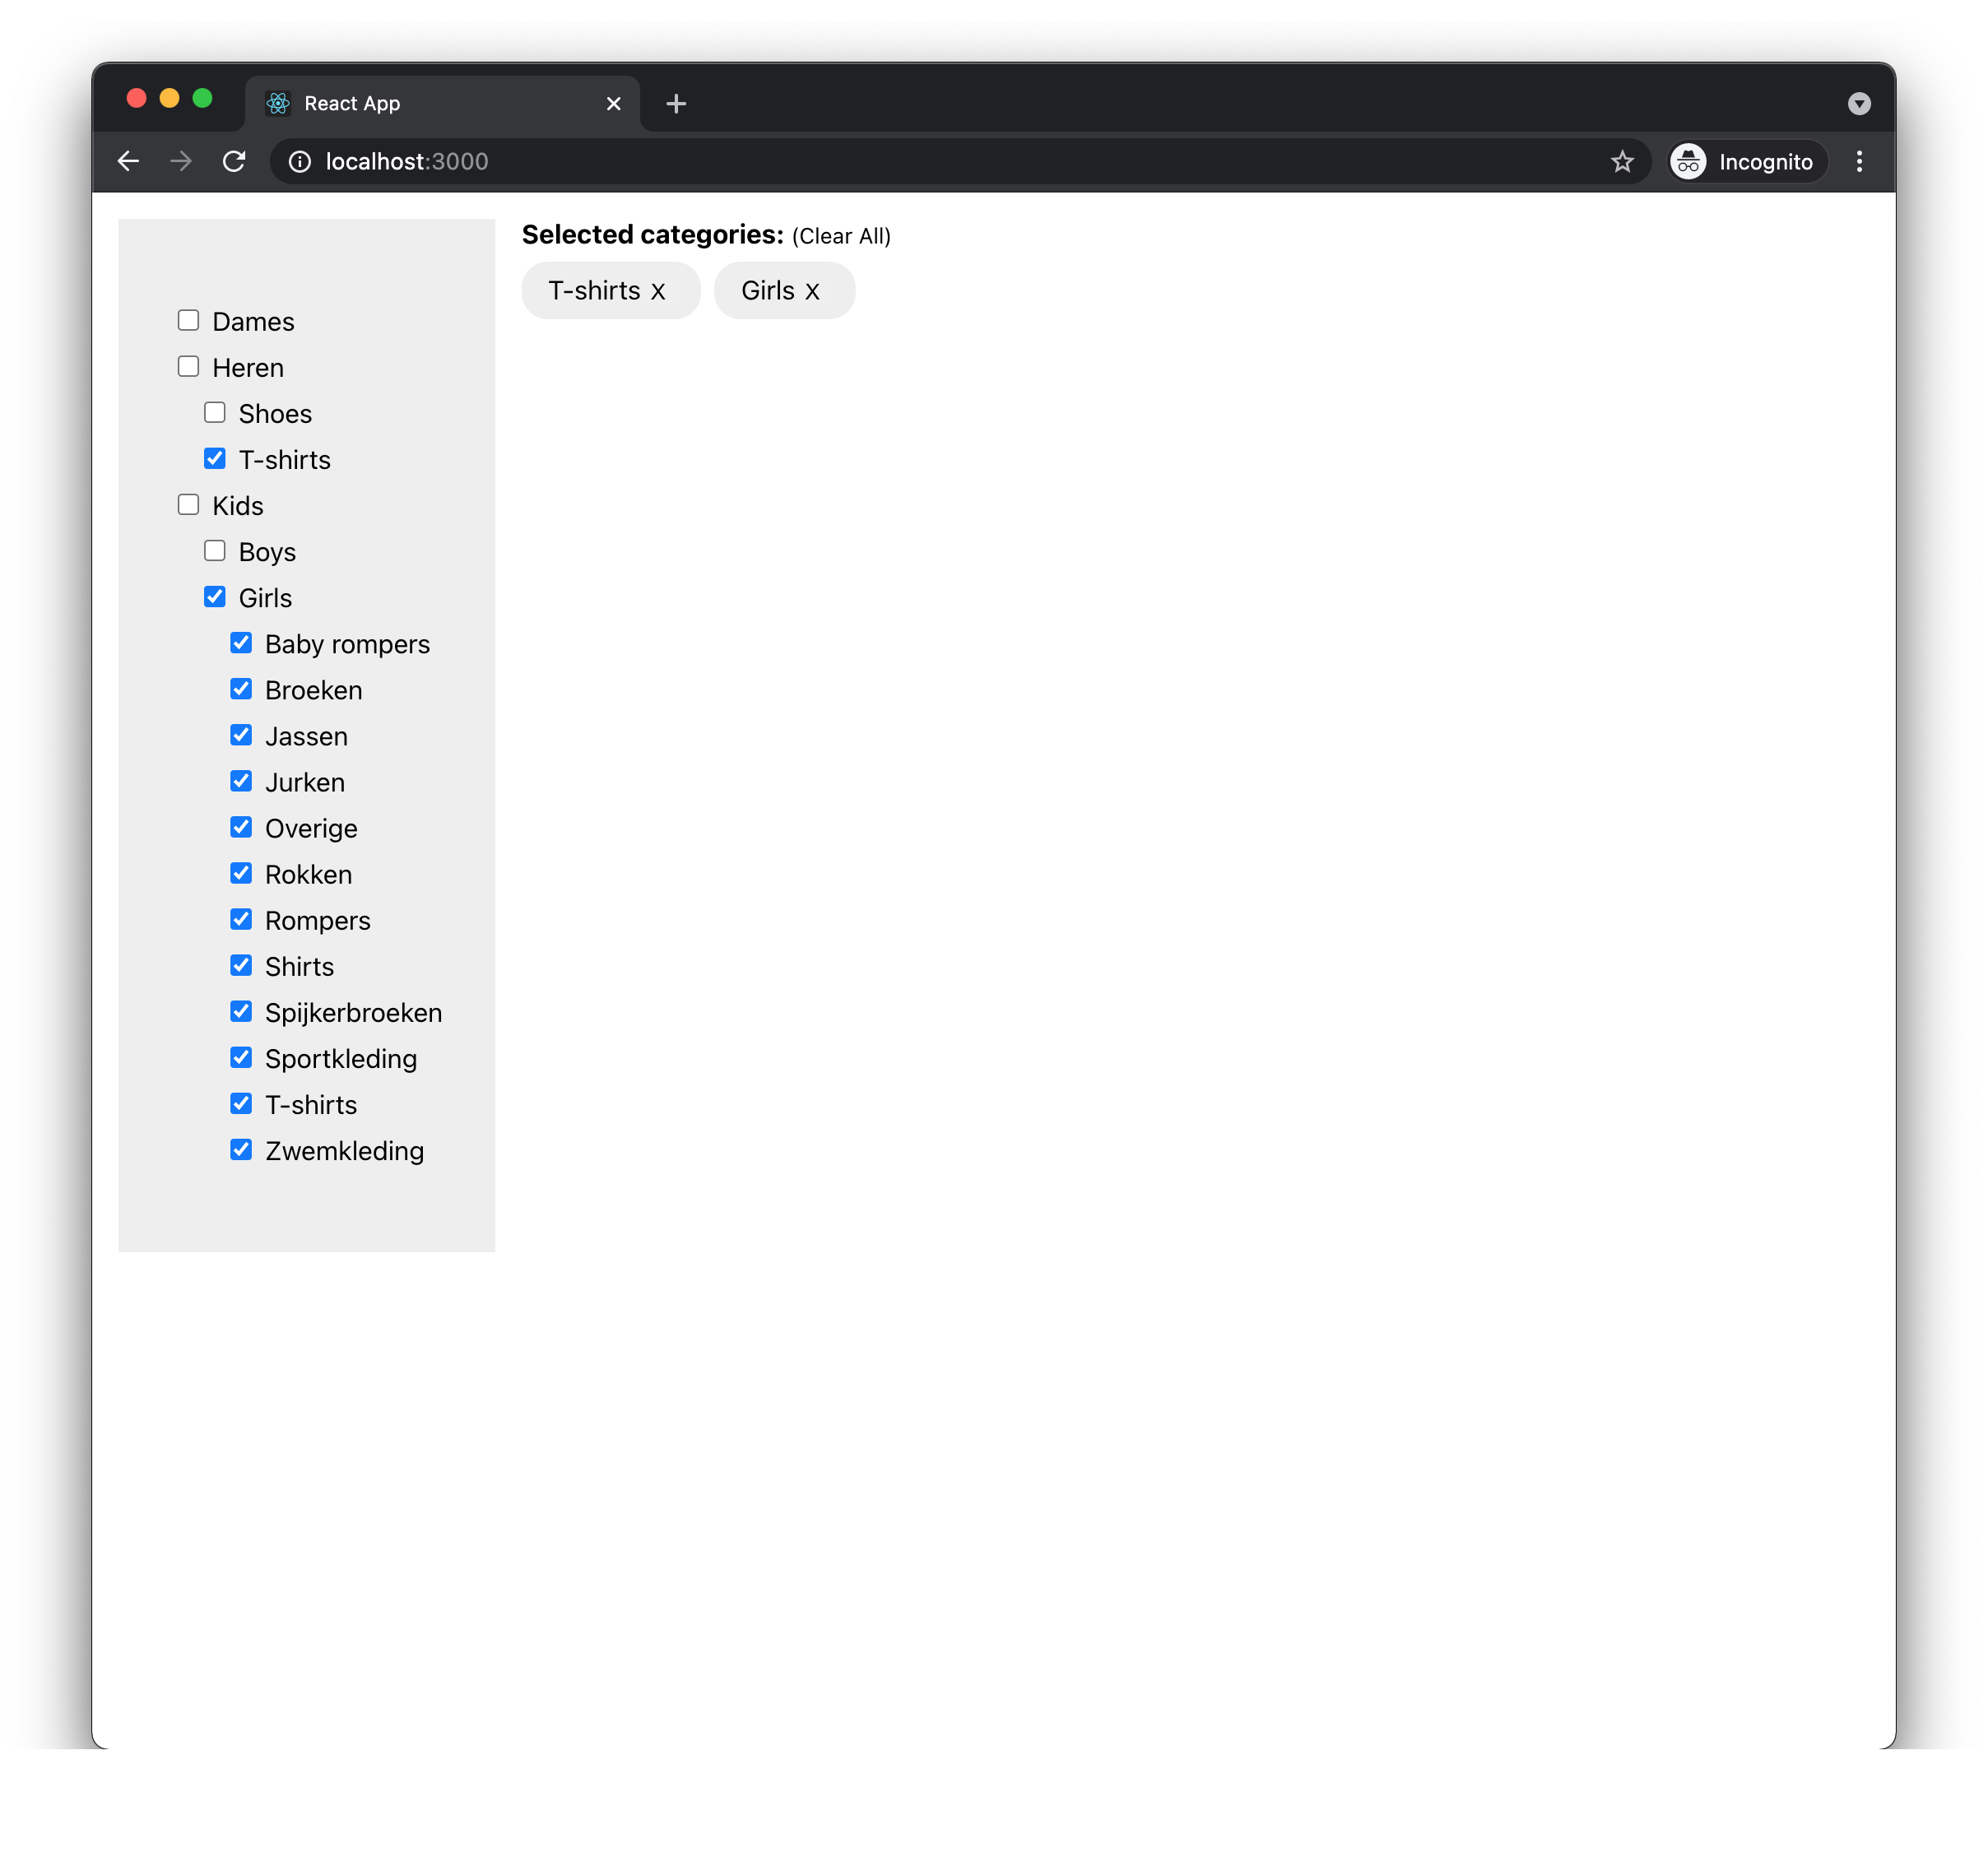 React App
localhost:3000
Incognito
Selected categories: (Clear All)
T-shirts X Girls X
Dames
Heren
Shoes
T-shirts
Kids
Boys
Girls
Baby rompers
Broeken
Jassen
Jurken
Overige
Rokken
Rompers
Shirts
Spijkerbroeken
Sportkleding
T-shirts
Zwemkleding